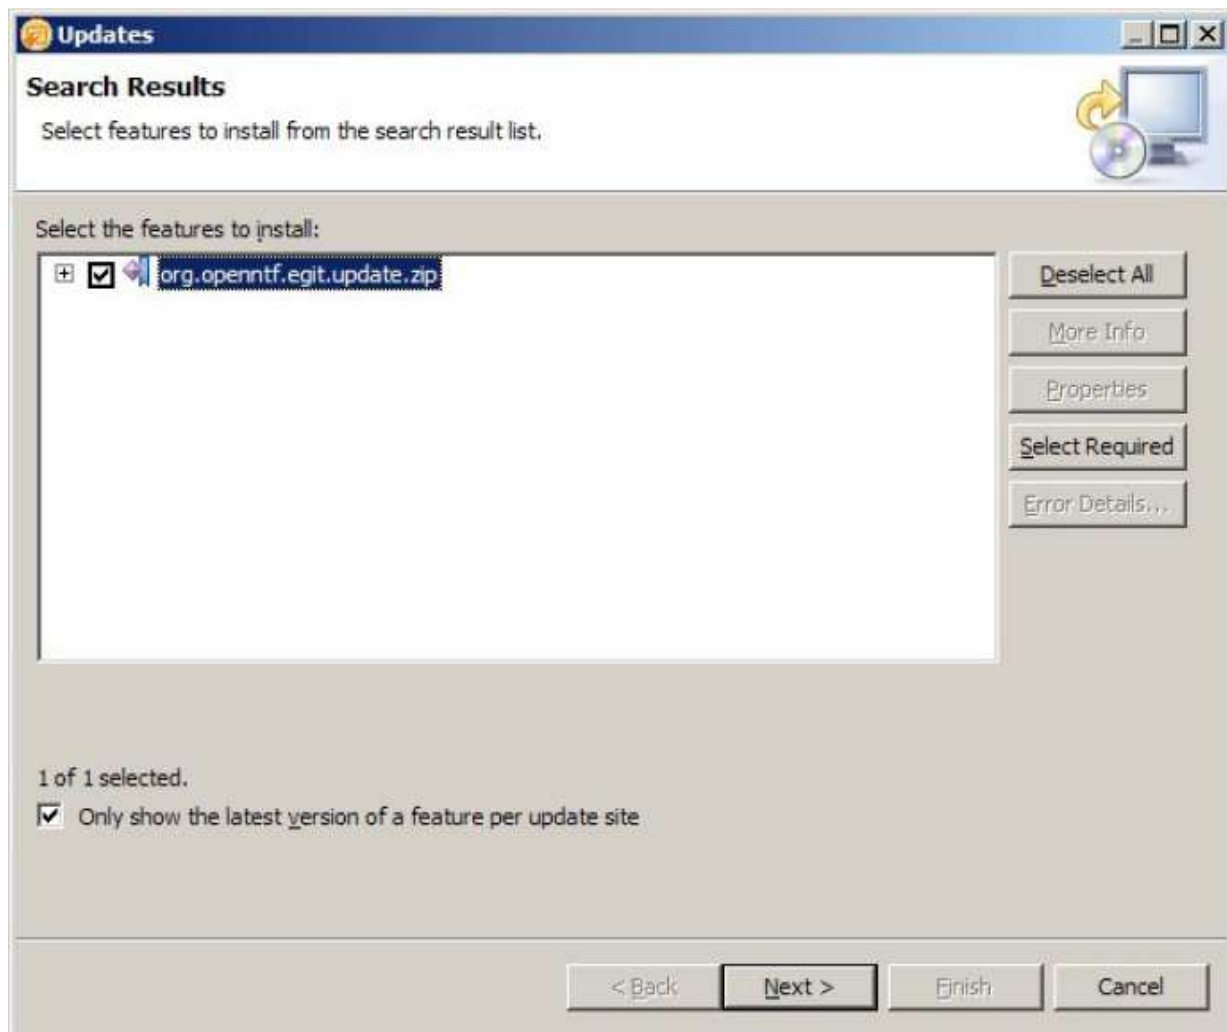 Updates
Search Results
Select features to install from the search result list.
Select the features to install:
org.openntf.egit.update.zip
Deselect All
More Info
Properties
Select Required
Error Details...
1 of 1 selected.
Only show the latest version of a feature per update site
< Back
Next >
Finish
Cancel